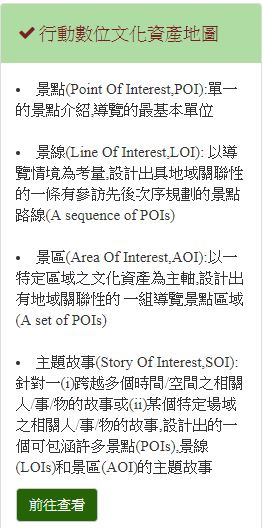 行動數位文化資產地圖
• 景點(Point Of Interest,POI):單一
的景點介紹,導覽的最基本單位
• 景線(Line Of Interest,LOI): 以導
覽情境為考量,設計出具地域關聯性
的一條有參訪先後次序規劃的景點
路線(A sequence of POIs)
• 景區(Area Of Interest,AOI):以一
特定區域之文化資產為主軸,設計出
有地域關聯性的 一組導覽景點區域
(A set of POIs)
• 主題故事(Story Of Interest,SOI):
針對一(i)跨越多個時間/空間之相關
人/事/物的故事或(ii)某個特定場域
之相關人/事/物的故事,設計出的一
個可包涵許多景點(POIs),景線
(LOIs)和景區(AOI)的主題故事
前往查看